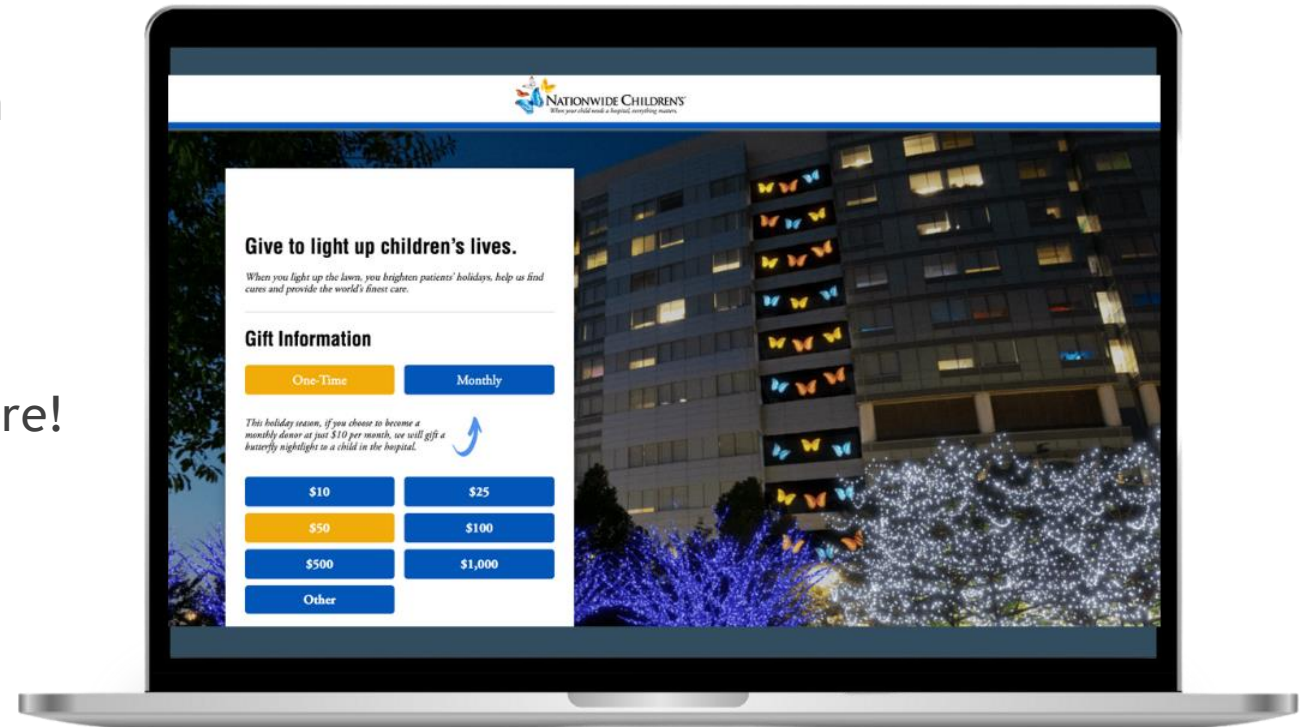 re!
NATIONWIDE CHILDREN'S
When your child needs a hospital, everything matters.
Give to light up children's lives.
When you light up the lawn, you brighten patients' holidays, help us find
cures and provide the world's finest care.
Gift Information
One-Time
Monthly
This holiday season, if you choose to become a
monthly donor at just $10 per month, we will gift a
butterfly nightlight to a child in the hospital.
$10
$25
$50
$100
$500
$1,000
Other